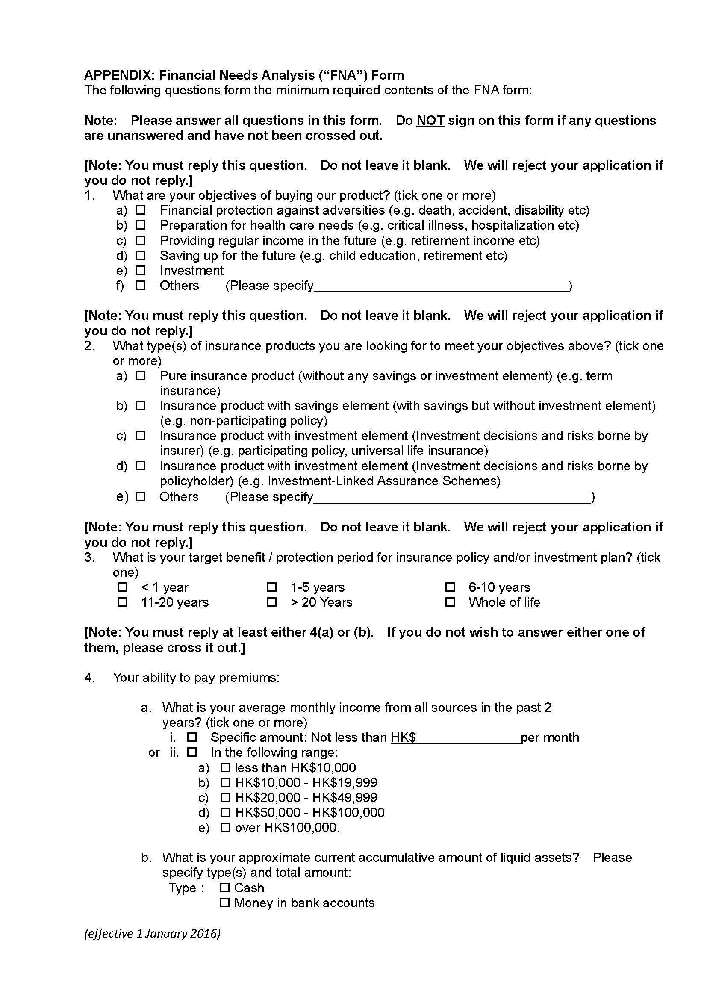 APPENDIX: Financial Needs Analysis (“FNA”) Form
The following questions form the minimum required contents of the FNA form:
Note: Please answer all questions in this form. Do NOT sign on this form if any questions
are unanswered and have not been crossed out.
[Note: You must reply this question. Do not leave it blank. We will reject your application if
you do not reply.]
1. What are your objectives of buying our product? (tick one or more)
a) ☐ Financial protection against adversities (e.g. death, accident, disability etc)
b) ☐ Preparation for health care needs (e.g. critical illness, hospitalization etc)
c) ☐ Providing regular income in the future (e.g. retirement income etc)
d) ☐ Saving up for the future (e.g. child education, retirement etc)
e) ☐ Investment
f) ☐ Others (Please specify____________________________________)
[Note: You must reply this question. Do not leave it blank. We will reject your application if
you do not reply.]
2. What type(s) of insurance products you are looking for to meet your objectives above? (tick one
or more)
a) ☐ Pure insurance product (without any savings or investment element) (e.g. term
insurance)
b) ☐ Insurance product with savings element (with savings but without investment element)
(e.g. non-participating policy)
c) ☐ Insurance product with investment element (Investment decisions and risks borne by
insurer) (e.g. participating policy, universal life insurance)
d) ☐ Insurance product with investment element (Investment decisions and risks borne by
policyholder) (e.g. Investment-Linked Assurance Schemes)
e) ☐ Others (Please specify_______________________________________)
[Note: You must reply this question. Do not leave it blank. We will reject your application if
you do not reply.]
3. What is your target benefit / protection period for insurance policy and/or investment plan? (tick
one)
☐ < 1 year ☐ 1-5 years ☐ 6-10 years
☐ 11-20 years ☐ > 20 Years ☐ Whole of life
[Note: You must reply at least either 4(a) or (b). If you do not wish to answer either one of
them, please cross it out.]
4. Your ability to pay premiums:
a. What is your average monthly income from all sources in the past 2
years? (tick one or more)
i. ☐ Specific amount: Not less than HK$_______________per month
or ii. ☐ In the following range:
a) ☐ less than HK$10,000
b) ☐ HK$10,000 - HK$19,999
c) ☐ HK$20,000 - HK$49,999
d) ☐ HK$50,000 - HK$100,000
e) ☐ over HK$100,000.
b. What is your approximate current accumulative amount of liquid assets? Please
specify type(s) and total amount:
Type : ☐ Cash
☐ Money in bank accounts
(effective 1 January 2016)